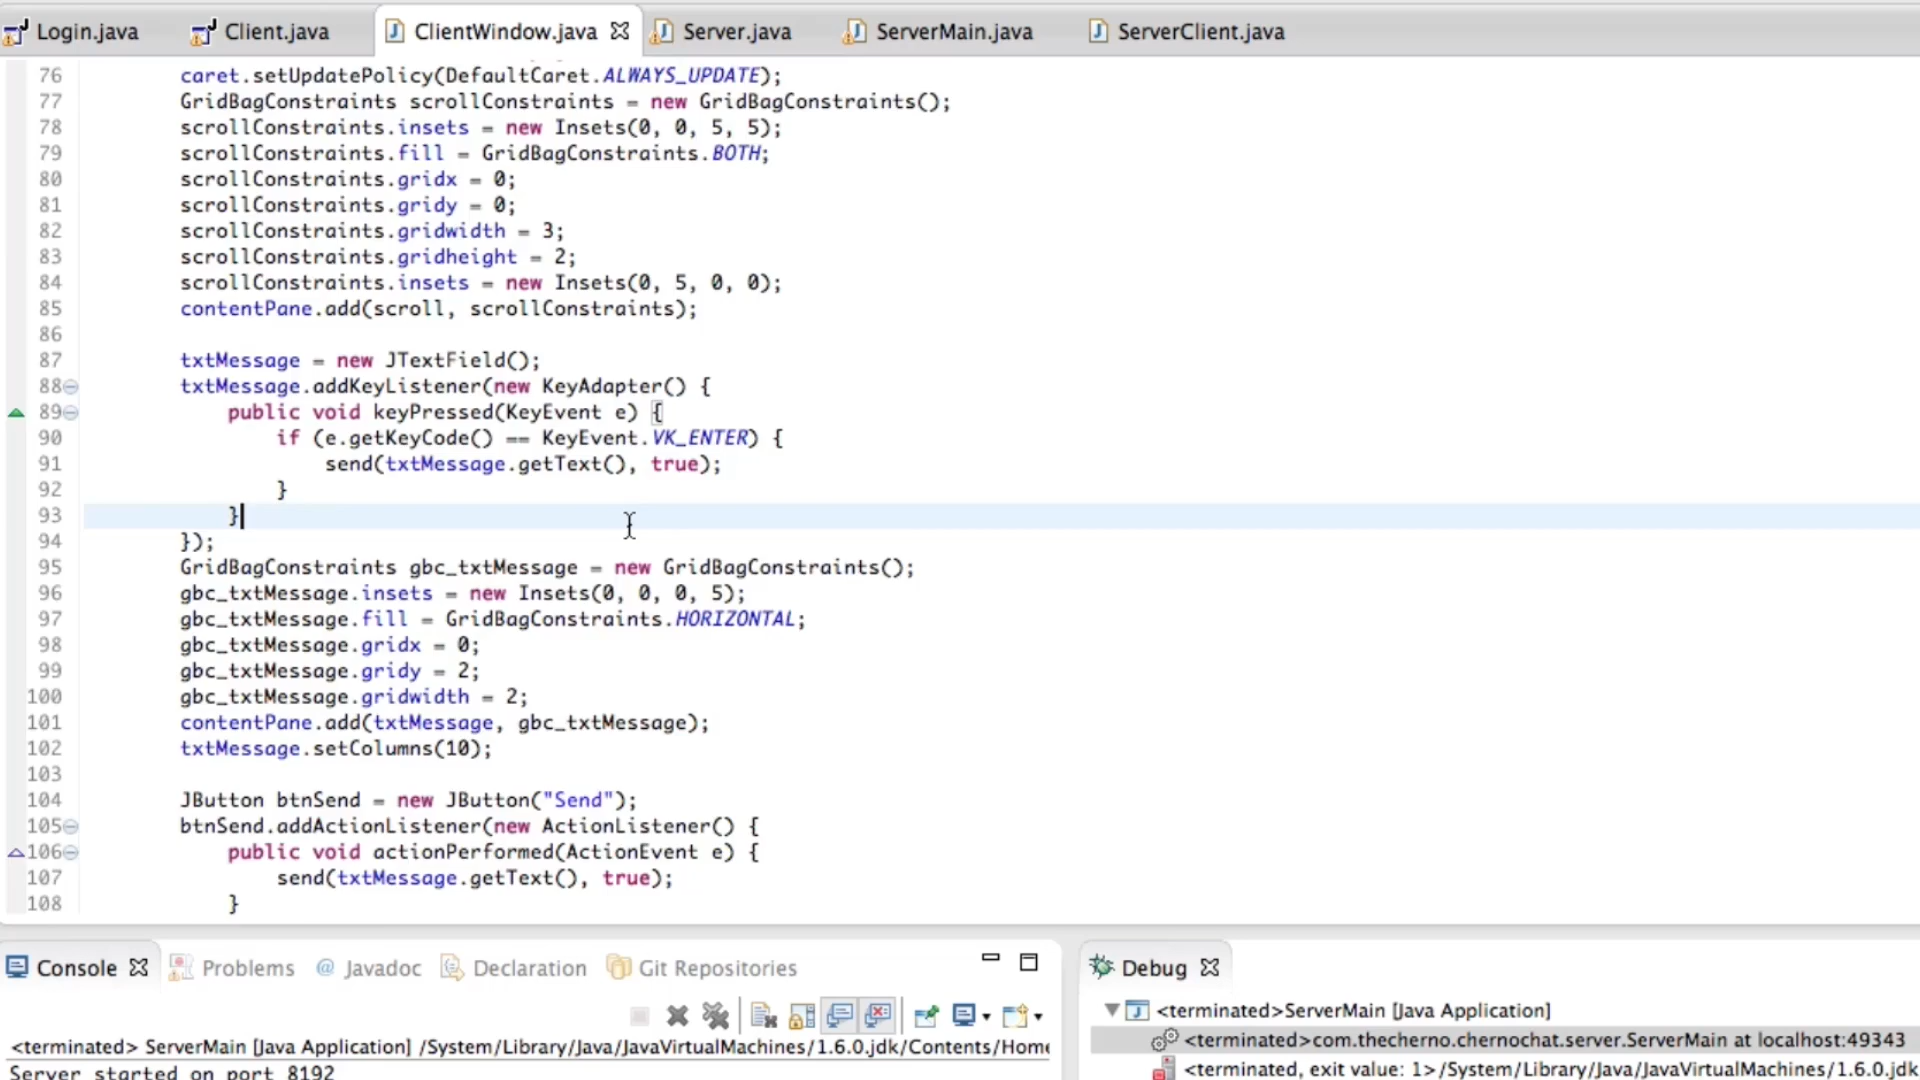 Login.java Client.java ClientWindow.java Server.java ServerMain.java ServerClient.java
76 caret.setUpdatePolicy(DefaultCaret.ALWAYS_UPDATE);
77 GridBagConstraints scrollConstraints = new GridBagConstraints();
78 scrollConstraints.insets = new Insets(0, 0, 5, 5);
79 scrollConstraints.fill = GridBagConstraints.BOTH;
80 scrollConstraints.gridx = 0;
81 scrollConstraints.gridy = 0;
82 scrollConstraints.gridwidth = 3;
83 scrollConstraints.gridheight = 2;
84 scrollConstraints.insets = new Insets(0, 5, 0, 0);
85 contentPane.add(scroll, scrollConstraints);
86
87 txtMessage = new JTextField();
88 txtMessage.addKeyListener(new KeyAdapter() {
89 public void keyPressed(KeyEvent e) {
90 if (e.getKeyCode() == KeyEvent.VK_ENTER) {
91 send(txtMessage.getText(), true);
92 }
93 }
94 });
95 GridBagConstraints gbc_txtMessage = new GridBagConstraints();
96 gbc_txtMessage.insets = new Insets(0, 0, 0, 5);
97 gbc_txtMessage.fill = GridBagConstraints.HORIZONTAL;
98 gbc_txtMessage.gridx = 0;
99 gbc_txtMessage.gridy = 2;
100 gbc_txtMessage.gridwidth = 2;
101 contentPane.add(txtMessage, gbc_txtMessage);
102 txtMessage.setColumns(10);
103
104 JButton btnSend = new JButton("Send");
105 btnSend.addActionListener(new ActionListener() {
106 public void actionPerformed(ActionEvent e) {
107 send(txtMessage.getText(), true);
108 }
Console Problems @ Javadoc Declaration Git Repositories
<terminated> ServerMain [Java Application] /System/Library/Java/JavaVirtualMachines/1.6.0.jdk/Contents/Home
Server started on port 8192
Debug
<terminated>ServerMain [Java Application]
<terminated>com.thecherno.chernochat.server.ServerMain at localhost:49343
<terminated, exit value: 1>/System/Library/Java/JavaVirtualMachines/1.6.0.jdk